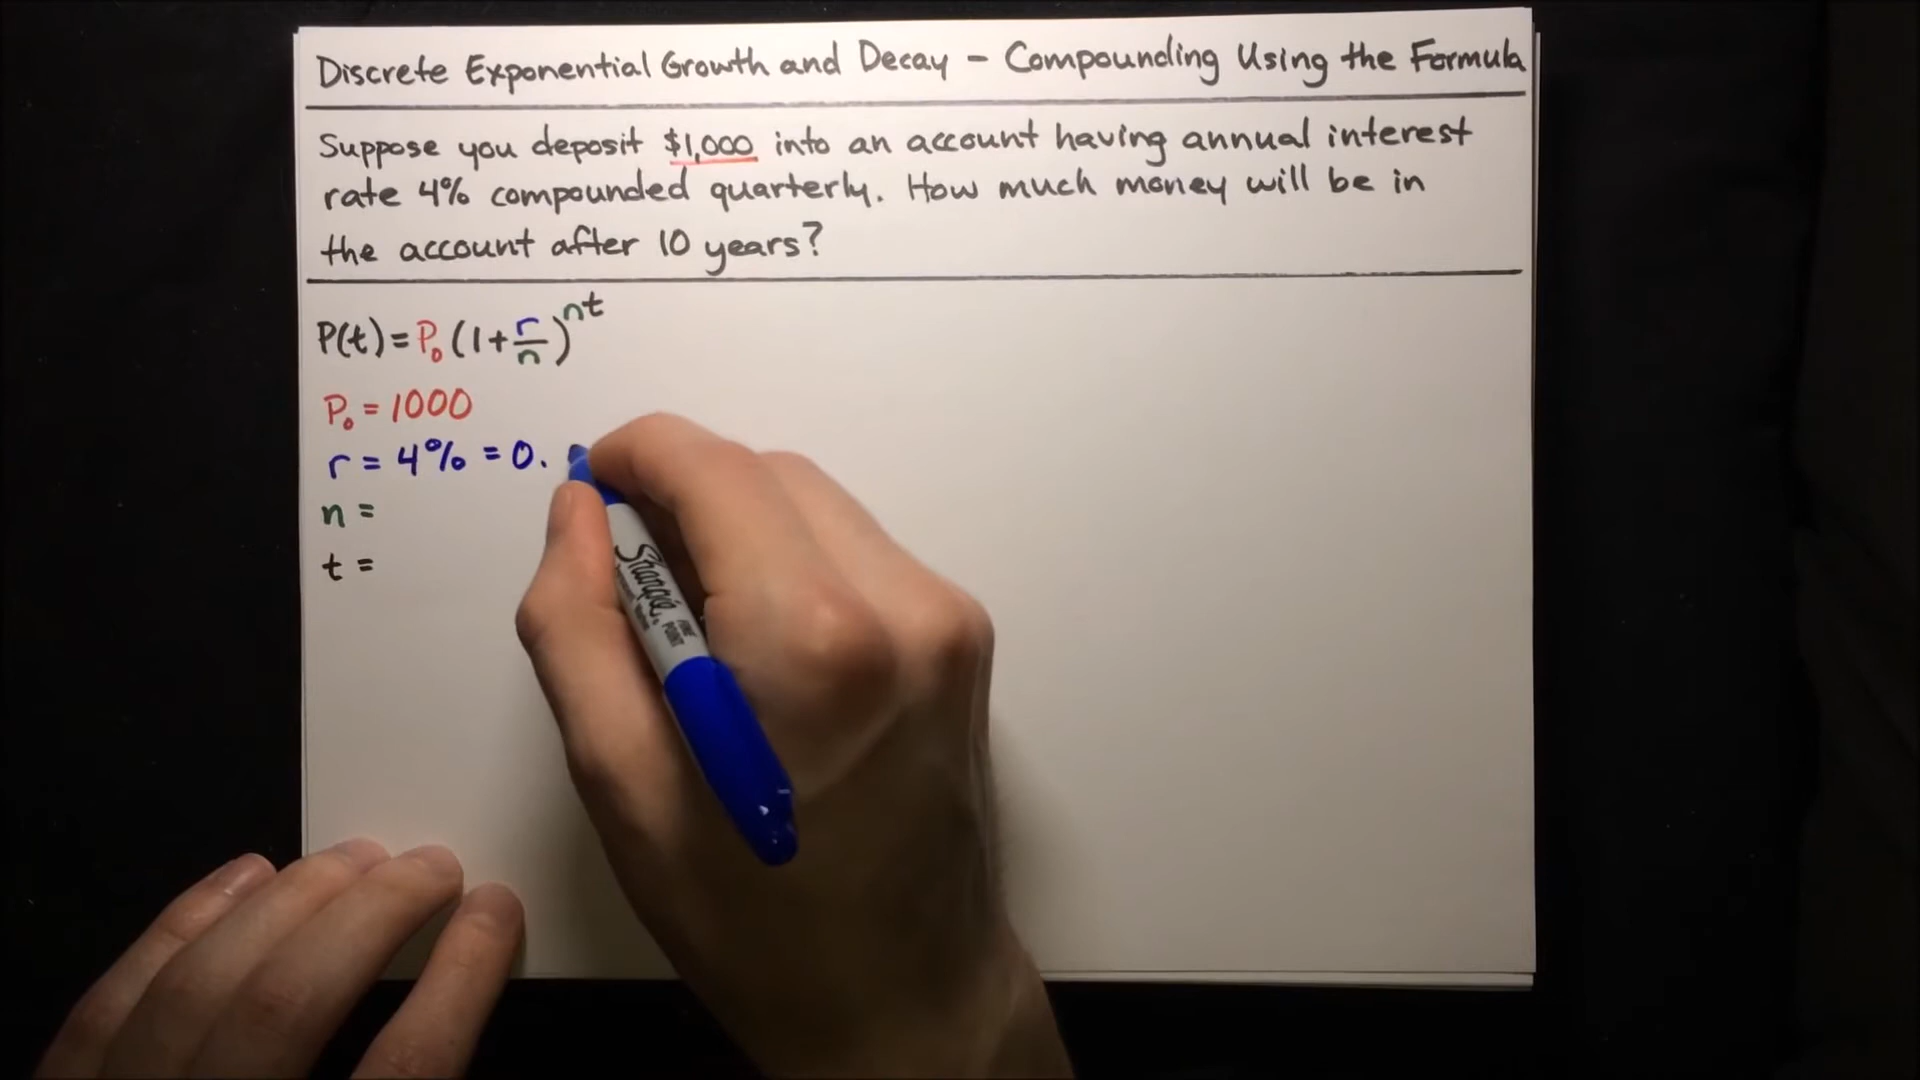 Discrete Exponential Growth and Decay - Compounding Using the Formula
Suppose you deposit $1,000 into an account having annual interest
rate 4% compounded quarterly. How much money will be in
the account after 10 years?
P(t) = P₀ (1 + r/n)^nt
P₀ = 1000
r = 4% = 0.
n =
t =
Sharpie
FINE
POINT